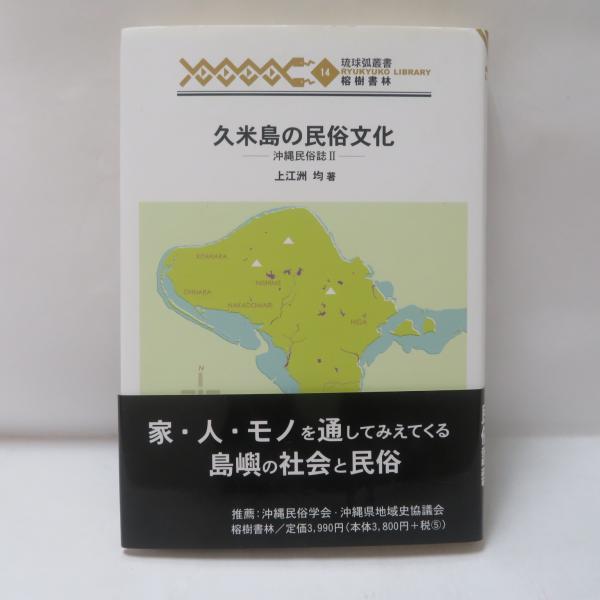 琉球弧叢書
14
RYUKYUKO LIBRARY
榕樹書林
久米島の民俗文化
沖縄民俗誌Ⅱ
上江洲 均 著
NISHIME
NAKADOMARI
HIGA
N
家・人・モノを通してみえてくる
島嶼の社会と民俗
推薦：沖縄民俗学会・沖縄県地域史協議会
榕樹書林／定価3,990円（本体3,800円＋税⑤）